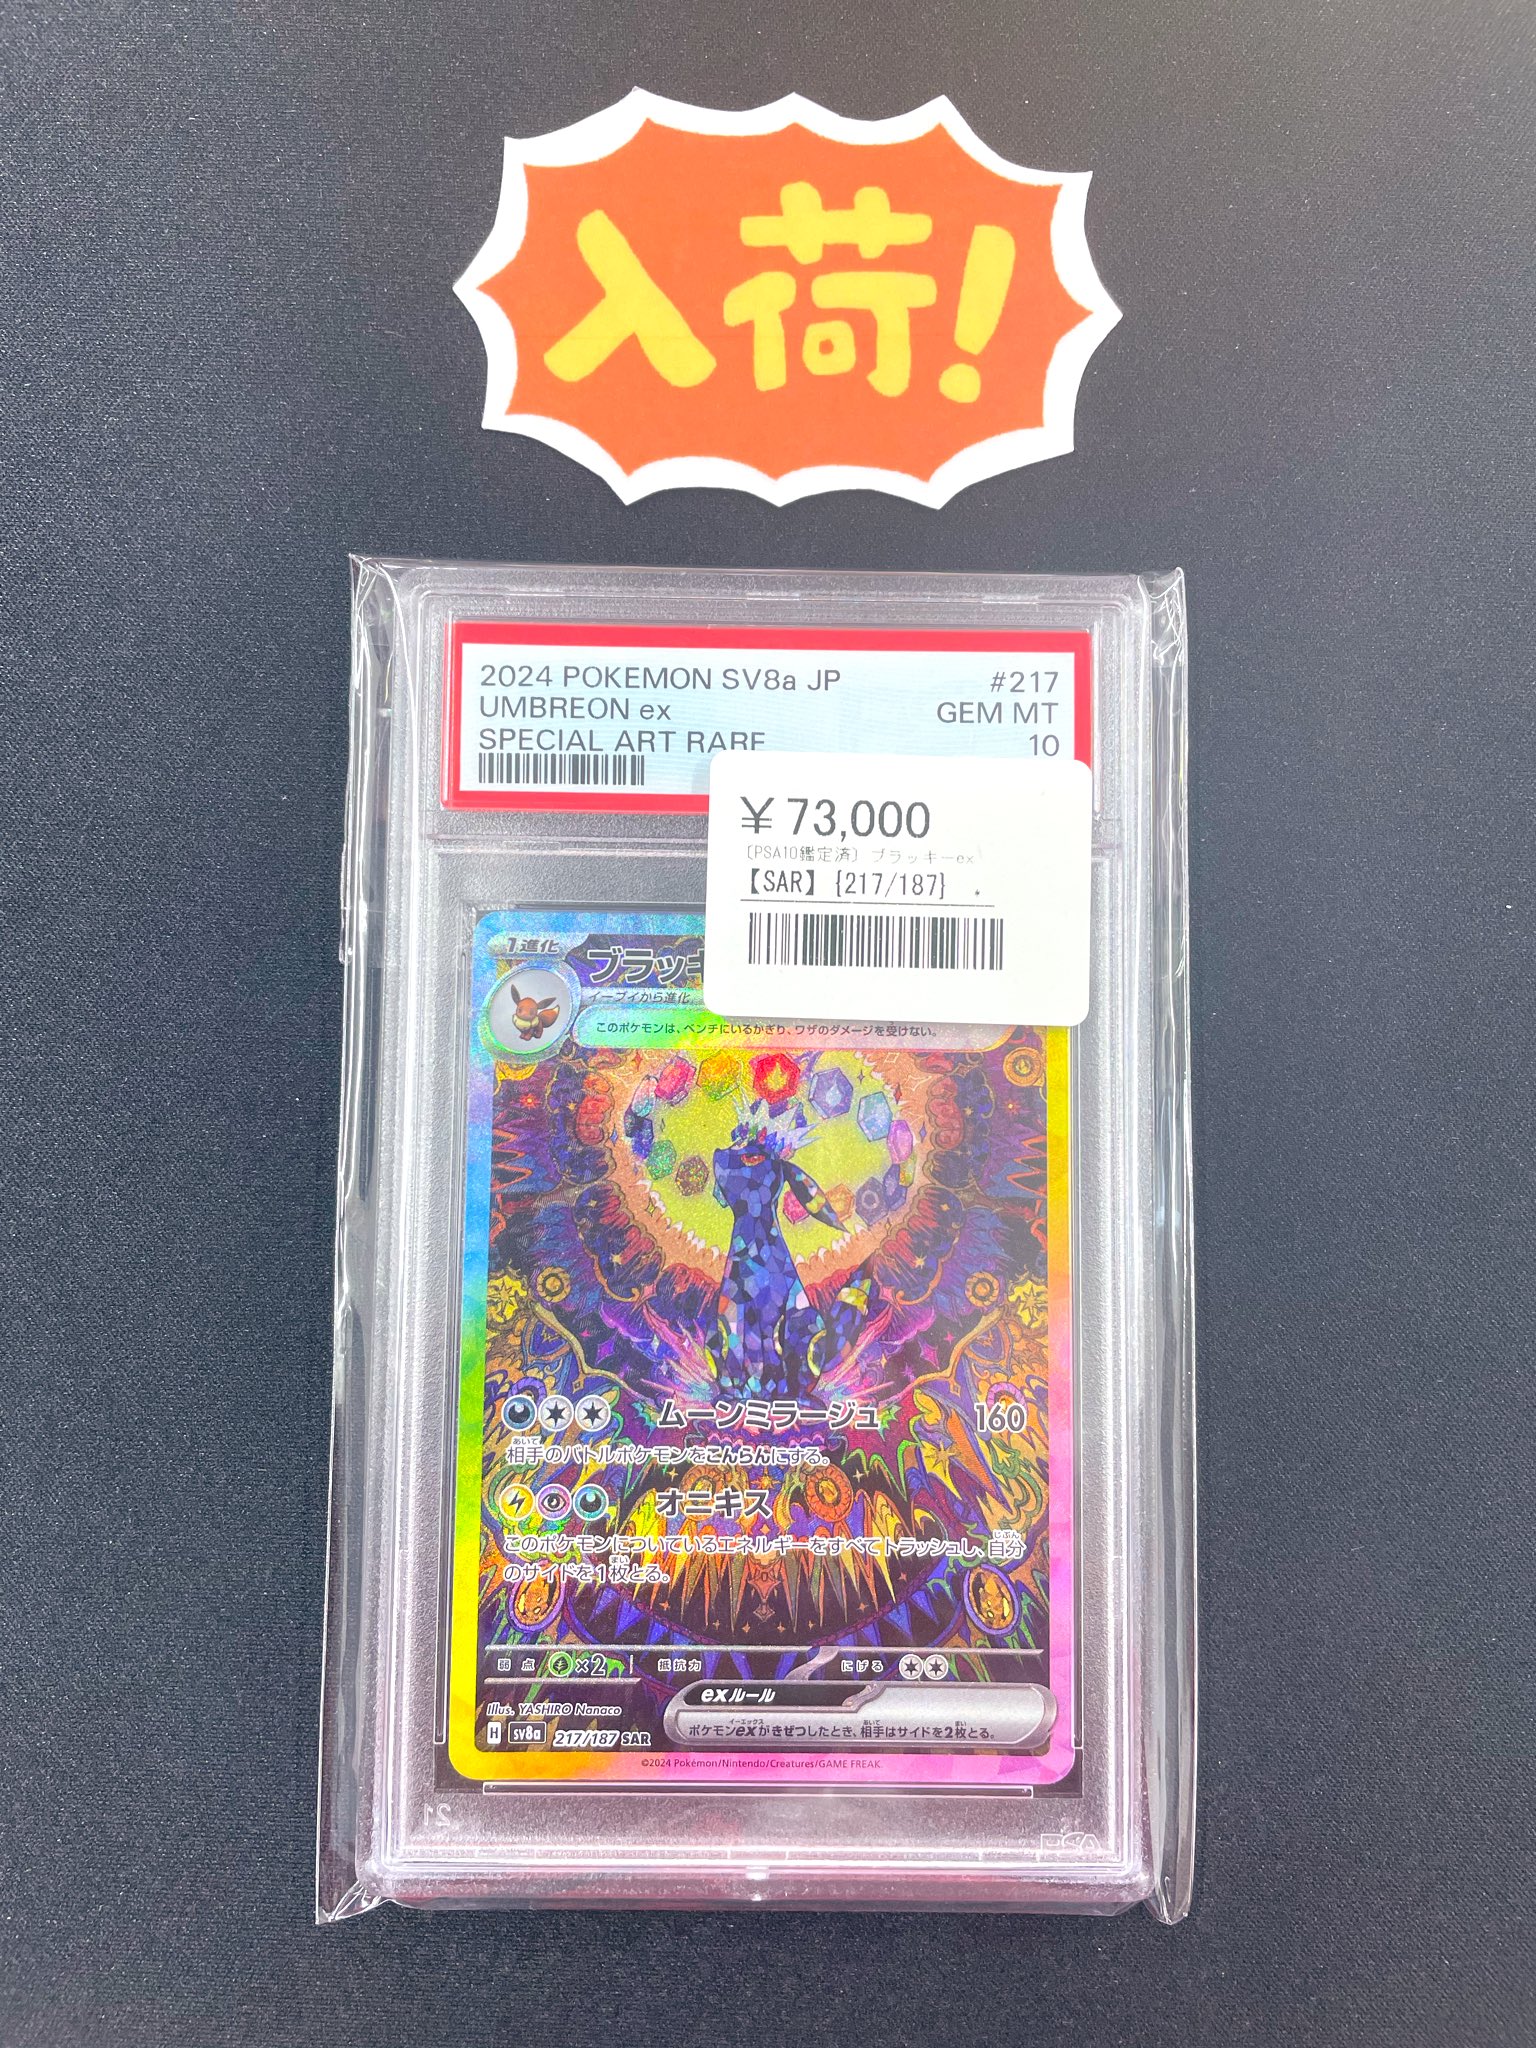 入荷!
2024 POKEMON SV8a JP #217
UMBREON ex GEM MT
SPECIAL ART RARE 10
¥73,000
〔PSA10鑑定済〕ブラッキーex
【SAR】{217/187}
1進化
ブラッキ
イーブイから進化
このポケモンは、ベンチにいるかぎり、ワザのダメージを受けない。
ムーンミラージュ 160
相手のバトルポケモンをこんらんにする。
オニキス
このポケモンについているエネルギーをすべてトラッシュし、自分
のサイドを1枚とる。
弱点 ×2 抵抗力 にげる
Illus. YASHIRO Nanaco
exルール
ポケモンexがきぜつしたとき、相手はサイドを2枚とる。
H sv8a 217/187 SAR
©2024 Pokémon/Nintendo/Creatures/GAME FREAK.
21
PSA